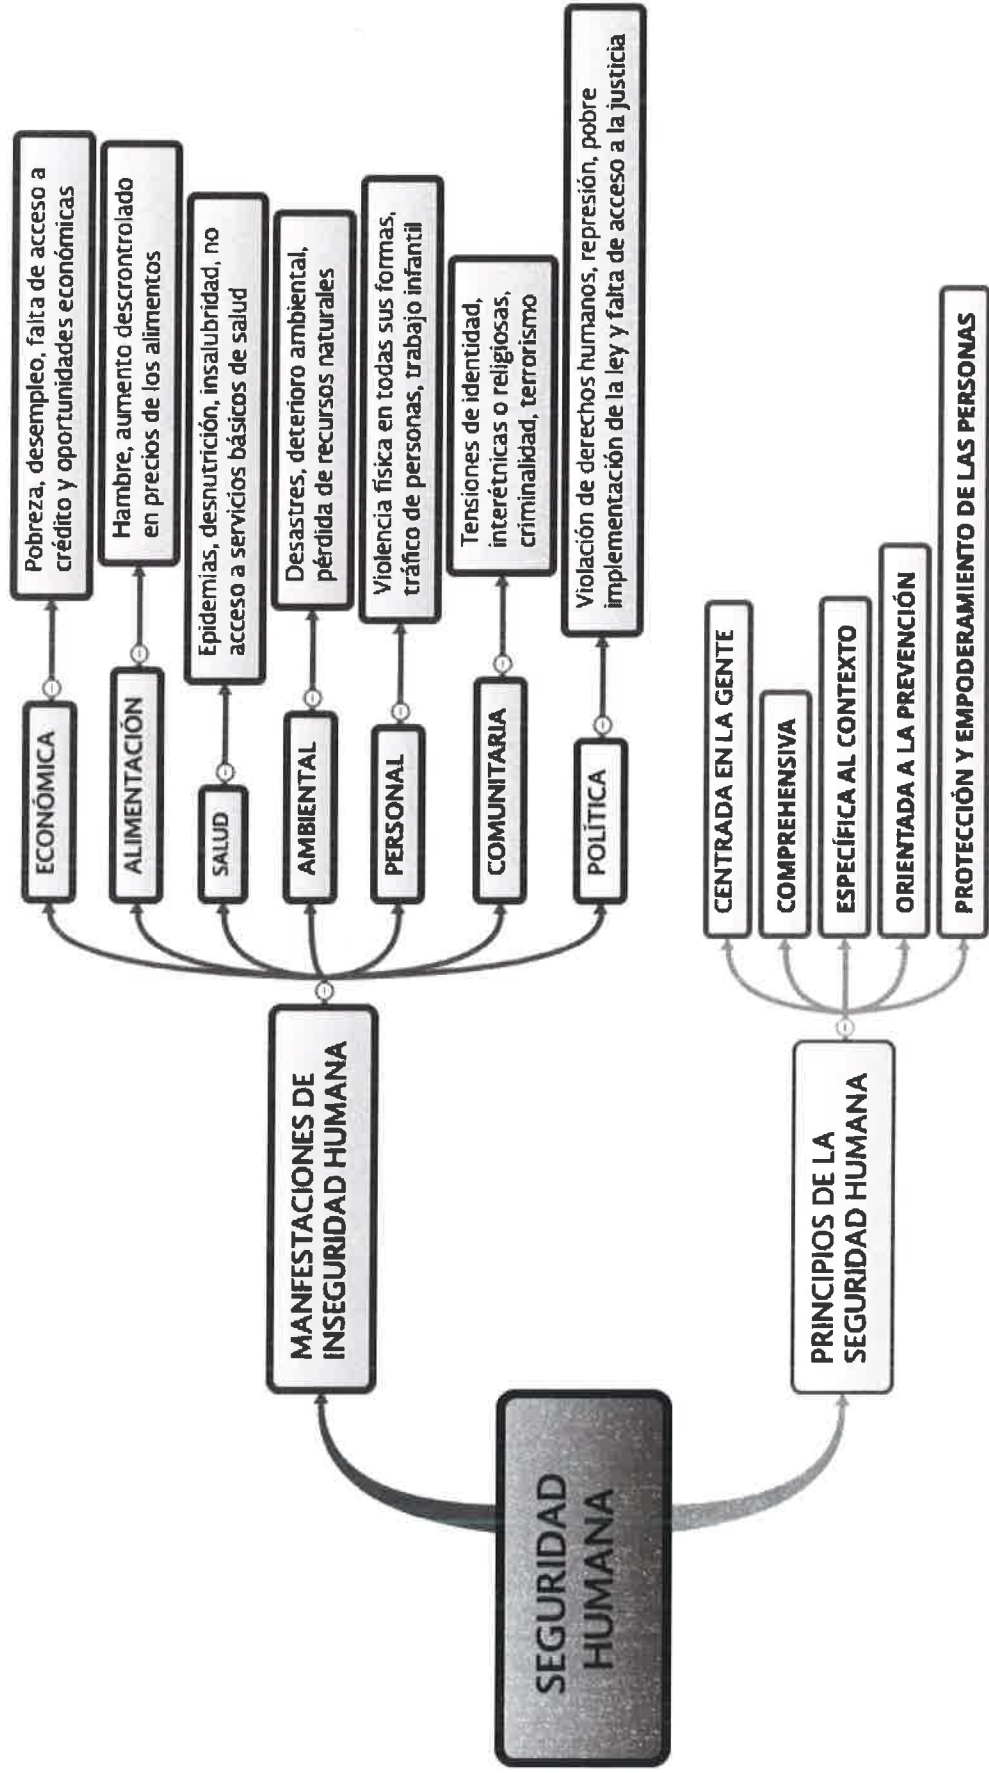 SEGURIDAD
HUMANA
MANFESTACIONES DE
INSEGURIDAD HUMANA
ECONÓMICA
Pobreza, desempleo, falta de acceso a
crédito y oportunidades económicas
ALIMENTACIÓN
Hambre, aumento descrontrolado
en precios de los alimentos
SALUD
Epidemias, desnutrición, insalubridad, no
acceso a servicios básicos de salud
AMBIENTAL
Desastres, deterioro ambiental,
pérdida de recursos naturales
PERSONAL
Violencia física en todas sus formas,
tráfico de personas, trabajo infantil
COMUNITARIA
Tensiones de identidad,
interétnicas o religiosas,
criminalidad, terrorismo
POLÍTICA
Violación de derechos humanos, represión, pobre
implementación de la ley y falta de acceso a la justicia
PRINCIPIOS DE LA
SEGURIDAD HUMANA
CENTRADA EN LA GENTE
COMPREHENSIVA
ESPECÍFICA AL CONTEXTO
ORIENTADA A LA PREVENCIÓN
PROTECCIÓN Y EMPODERAMIENTO DE LAS PERSONAS